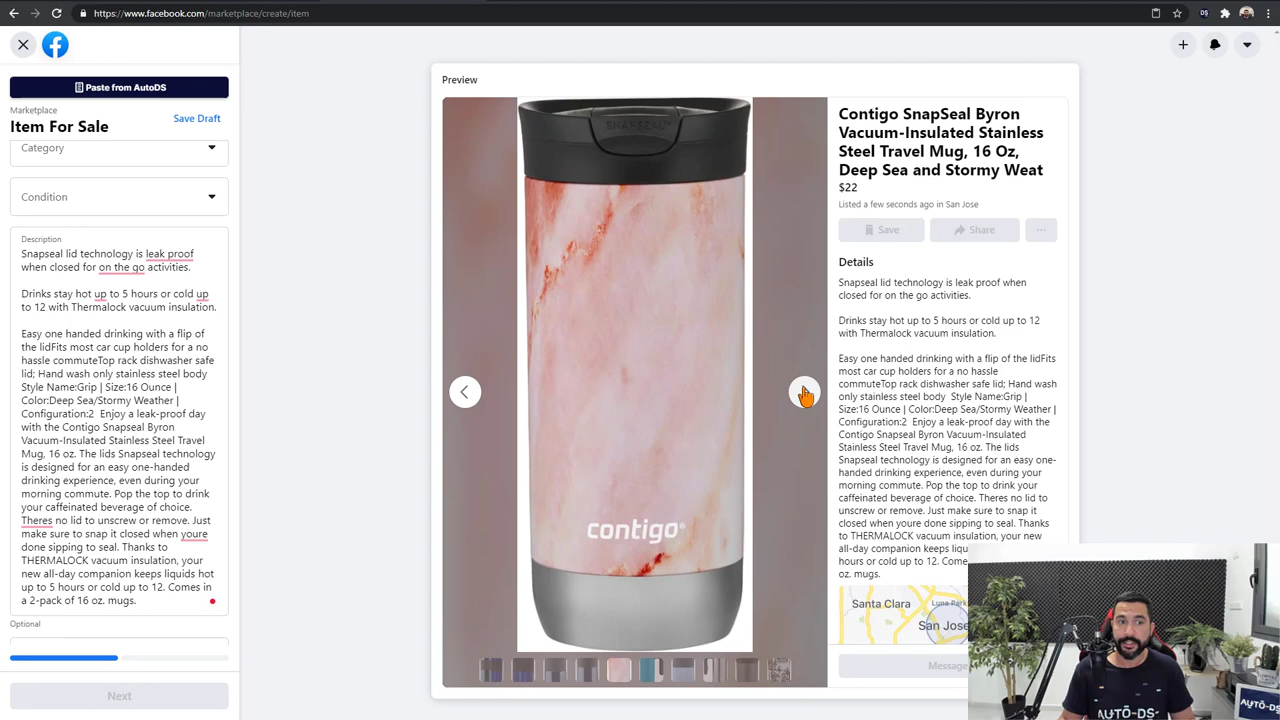 https://www.facebook.com/marketplace/create/item
Paste from AutoDS
Marketplace
Item For Sale
Save Draft
Category
Condition
Description
Snapseal lid technology is leak proof
when closed for on the go activities.
Drinks stay hot up to 5 hours or cold up
to 12 with Thermalock vacuum insulation.
Easy one handed drinking with a flip of
the lidFits most car cup holders for a no
hassle commuteTop rack dishwasher safe
lid; Hand wash only stainless steel body
Style Name:Grip | Size:16 Ounce |
Color:Deep Sea/Stormy Weather |
Configuration:2 Enjoy a leak-proof day
with the Contigo Snapseal Byron
Vacuum-Insulated Stainless Steel Travel
Mug, 16 oz. The lids Snapseal technology
is designed for an easy one-handed
drinking experience, even during your
morning commute. Pop the top to drink
your caffeinated beverage of choice.
Theres no lid to unscrew or remove. Just
make sure to snap it closed when youre
done sipping to seal. Thanks to
THERMALOCK vacuum insulation, your
new all-day companion keeps liquids hot
up to 5 hours or cold up to 12. Comes in
a 2-pack of 16 oz. mugs.
Optional
Next
Preview
SNAPSEAL
contigo®
Contigo SnapSeal Byron
Vacuum-Insulated Stainless
Steel Travel Mug, 16 Oz,
Deep Sea and Stormy Weat
$22
Listed a few seconds ago in San Jose
Save
Share
Details
Snapseal lid technology is leak proof when
closed for on the go activities.
Drinks stay hot up to 5 hours or cold up to 12
with Thermalock vacuum insulation.
Easy one handed drinking with a flip of the lidFits
most car cup holders for a no hassle
commuteTop rack dishwasher safe lid; Hand wash
only stainless steel body Style Name:Grip |
Size:16 Ounce | Color:Deep Sea/Stormy Weather |
Configuration:2 Enjoy a leak-proof day with the
Contigo Snapseal Byron Vacuum-Insulated
Stainless Steel Travel Mug, 16 oz. The lids
Snapseal technology is designed for an easy one-
handed drinking experience, even during your
morning commute. Pop the top to drink your
caffeinated beverage of choice. Theres no lid to
unscrew or remove. Just make sure to snap it
closed when youre done sipping to seal. Thanks
to THERMALOCK vacuum insulation, your new
all-day companion keeps liqu
hours or cold up to 12. Comes
oz. mugs.
Santa Clara
Luna Park
San Jose
Message
AUTO-DS
AUTO-DS